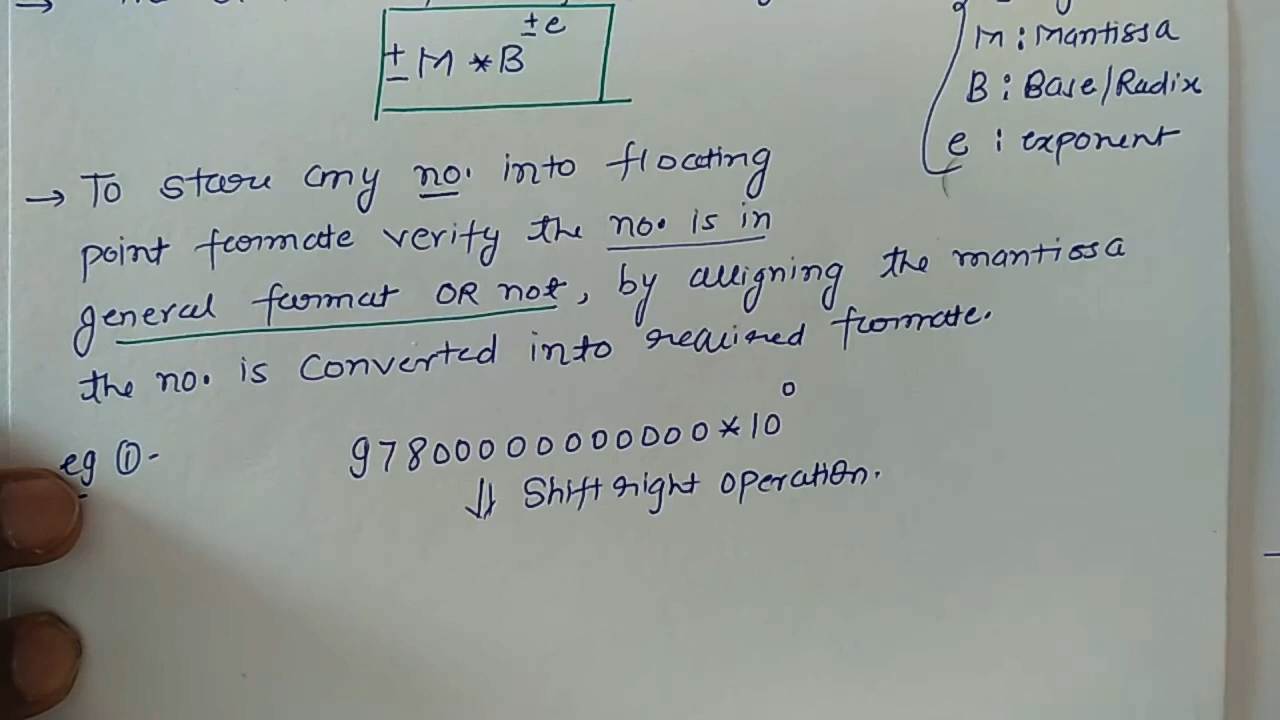 M : Mantissa
± M * B ± e
B : Base/Radix
e : exponent
→ To store any no. into floating
point formate verify the no. is in
general format OR not, by alligning the mantissa
the no. is converted into required formate.
eg ①- 97800000000000 * 10 0
⇓ Shift right operation.